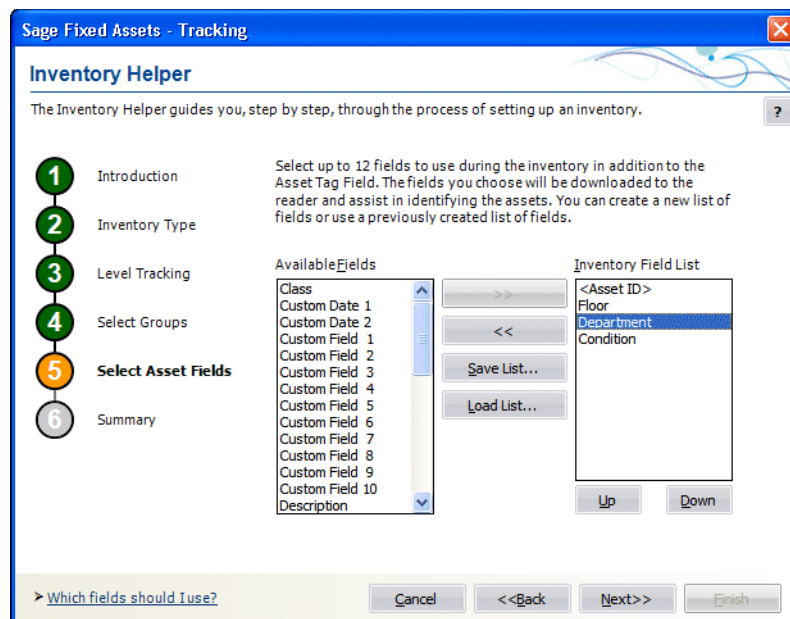 Sage Fixed Assets - Tracking
Inventory Helper
The Inventory Helper guides you, step by step, through the process of setting up an inventory.
?
1 Introduction
2 Inventory Type
3 Level Tracking
4 Select Groups
5 Select Asset Fields
6 Summary
Select up to 12 fields to use during the inventory in addition to the
Asset Tag Field. The fields you choose will be downloaded to the
reader and assist in identifying the assets. You can create a new list of
fields or use a previously created list of fields.
Available Fields
Class
Custom Date 1
Custom Date 2
Custom Field 1
Custom Field 2
Custom Field 3
Custom Field 4
Custom Field 5
Custom Field 6
Custom Field 7
Custom Field 8
Custom Field 9
Custom Field 10
Description
>>
<<
Save List...
Load List...
Inventory Field List
<Asset ID>
Floor
Department
Condition
Up Down
Which fields should I use?
Cancel <<Back Next>> Finish